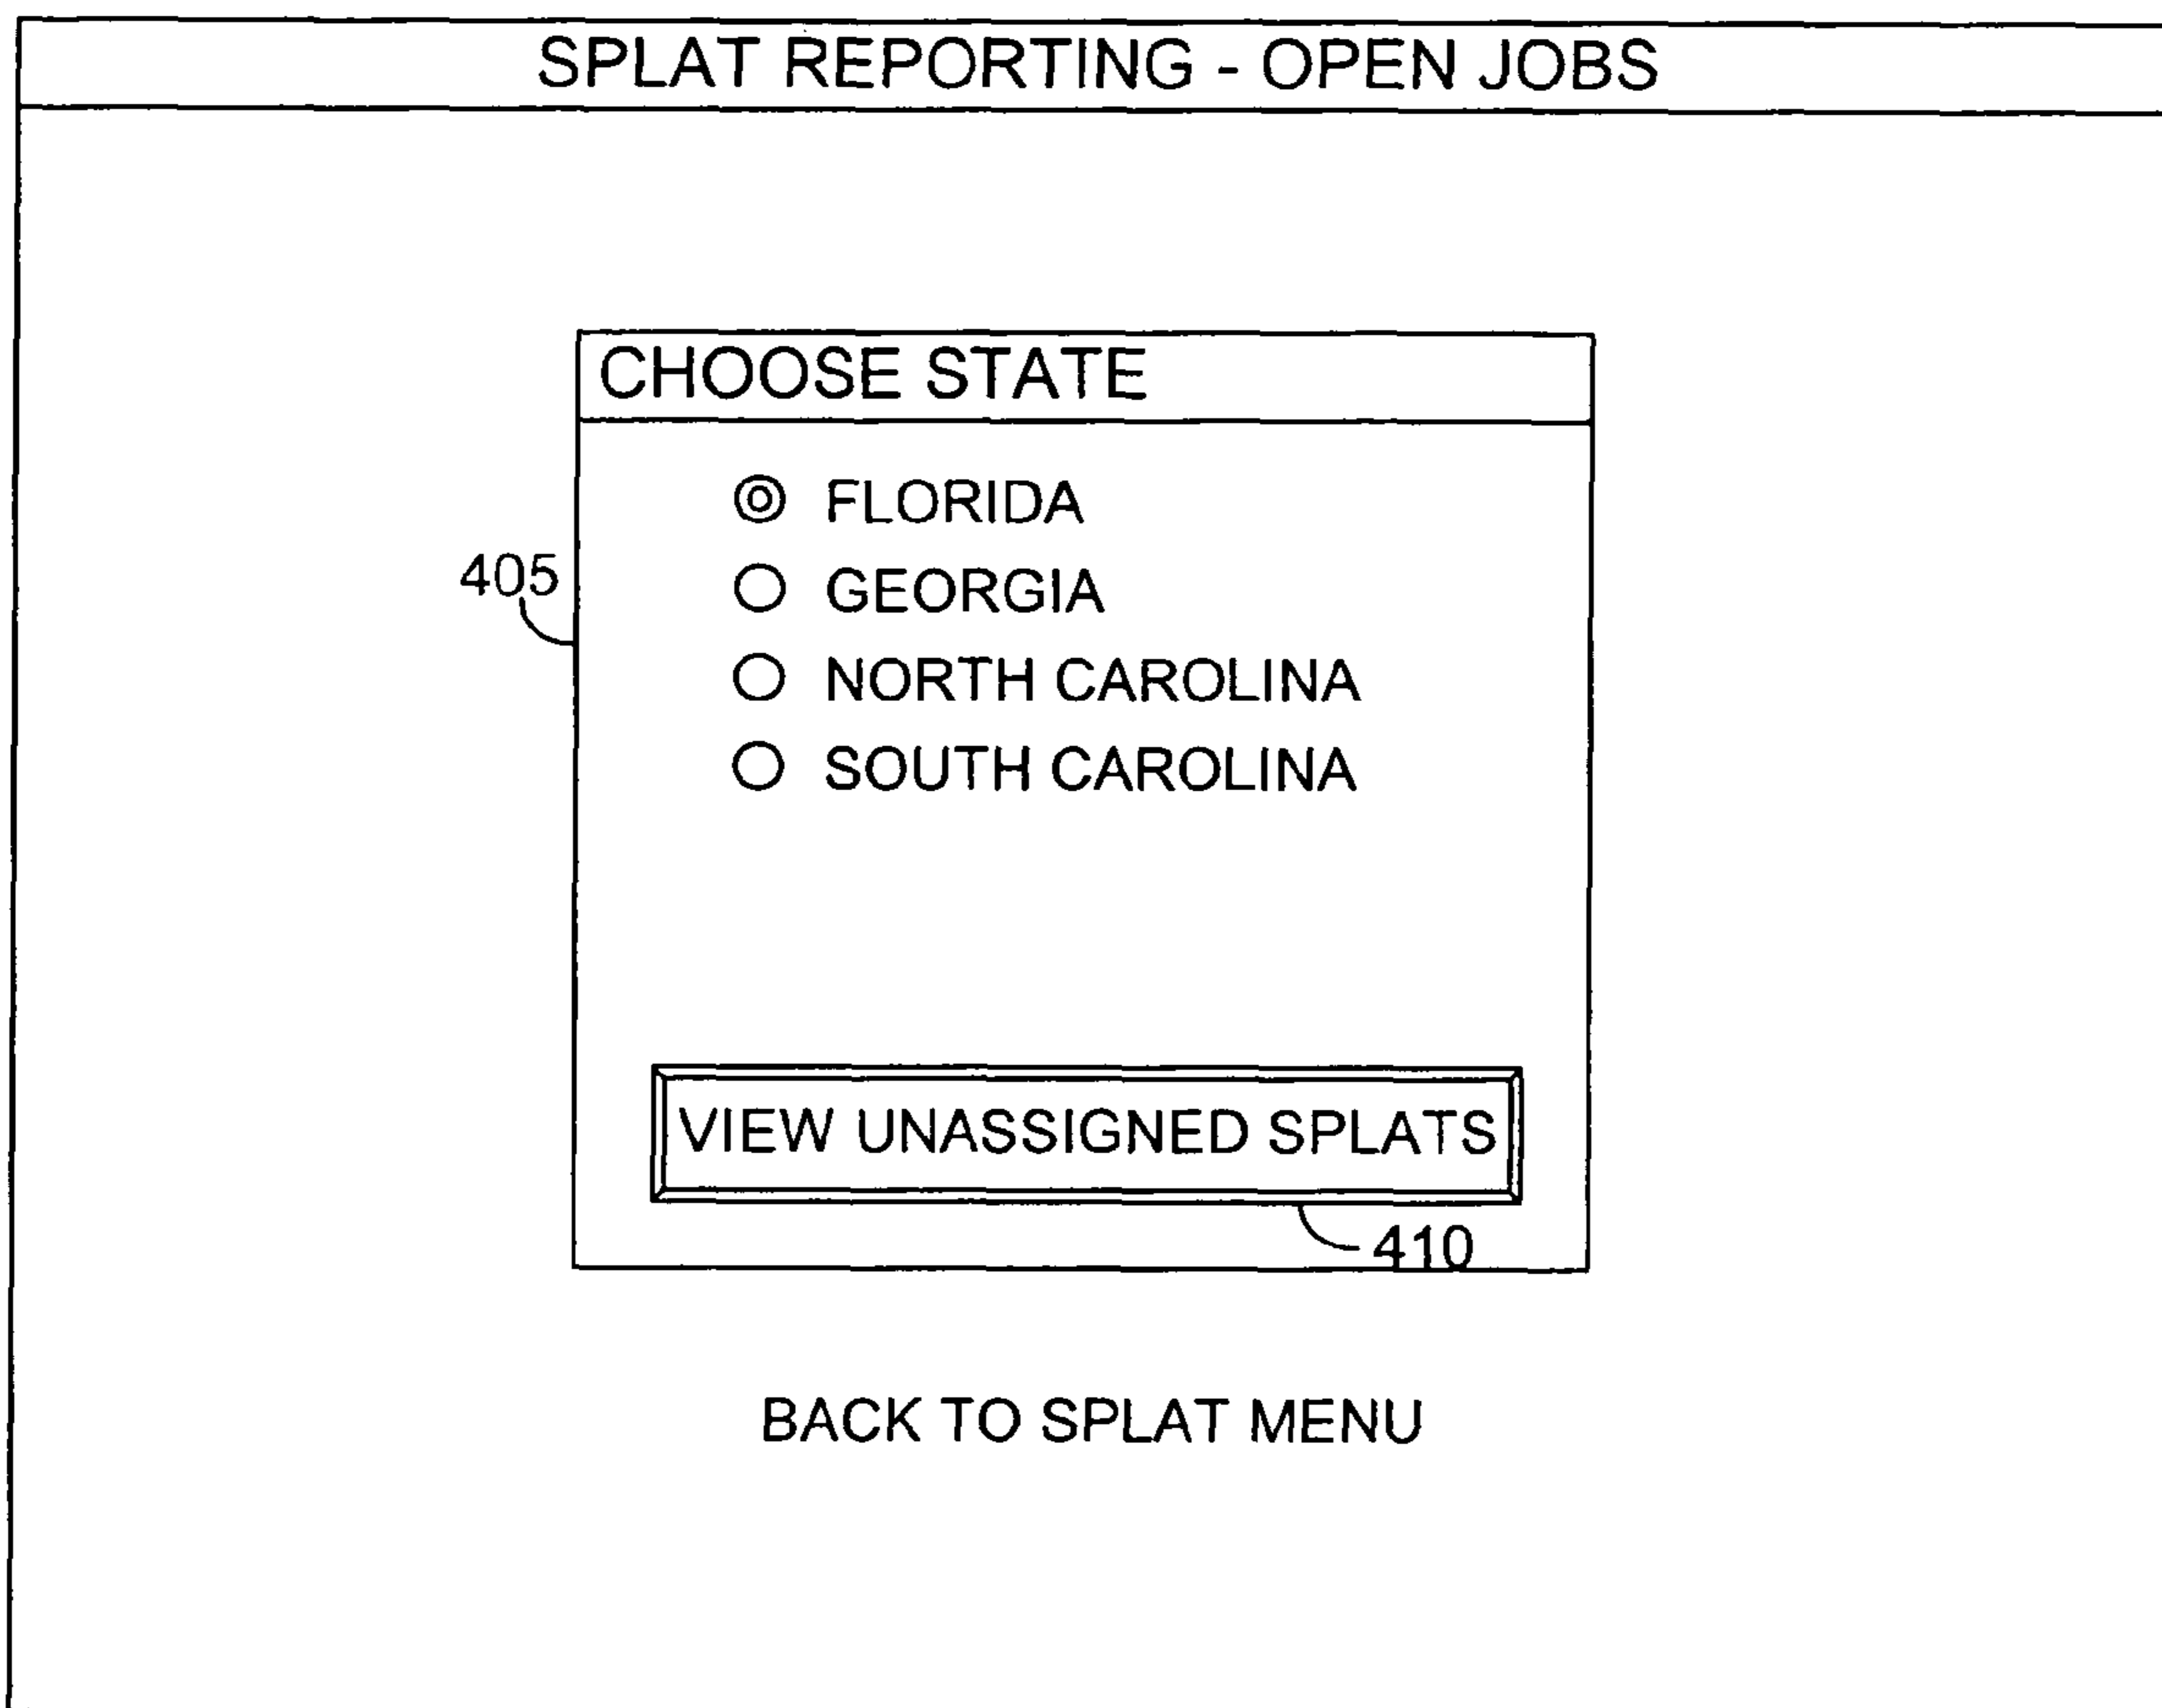 SPLAT REPORTING - OPEN JOBS
CHOOSE STATE
FLORIDA
405
GEORGIA
NORTH CAROLINA
SOUTH CAROLINA
VIEW UNASSIGNED SPLATS
410
BACK TO SPLAT MENU